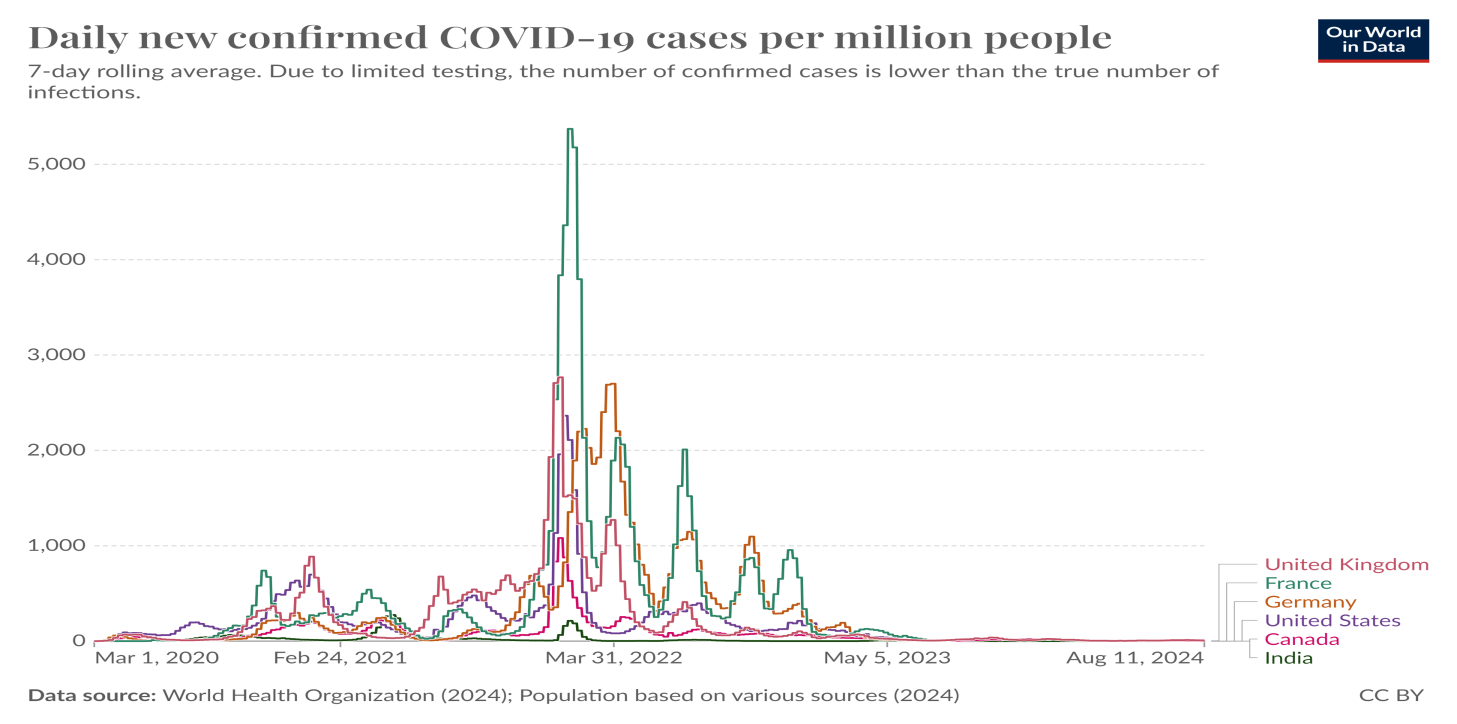 Daily new confirmed COVID-19 cases per million people
Our World
in Data
7-day rolling average. Due to limited testing, the number of confirmed cases is lower than the true number of
infections.
5,000
4,000
3,000
2,000
1,000
0
Mar 1, 2020
Feb 24, 2021
Mar 31, 2022
May 5, 2023
Aug 11, 2024
United Kingdom
France
Germany
United States
Canada
India
Data source: World Health Organization (2024); Population based on various sources (2024)
CC BY